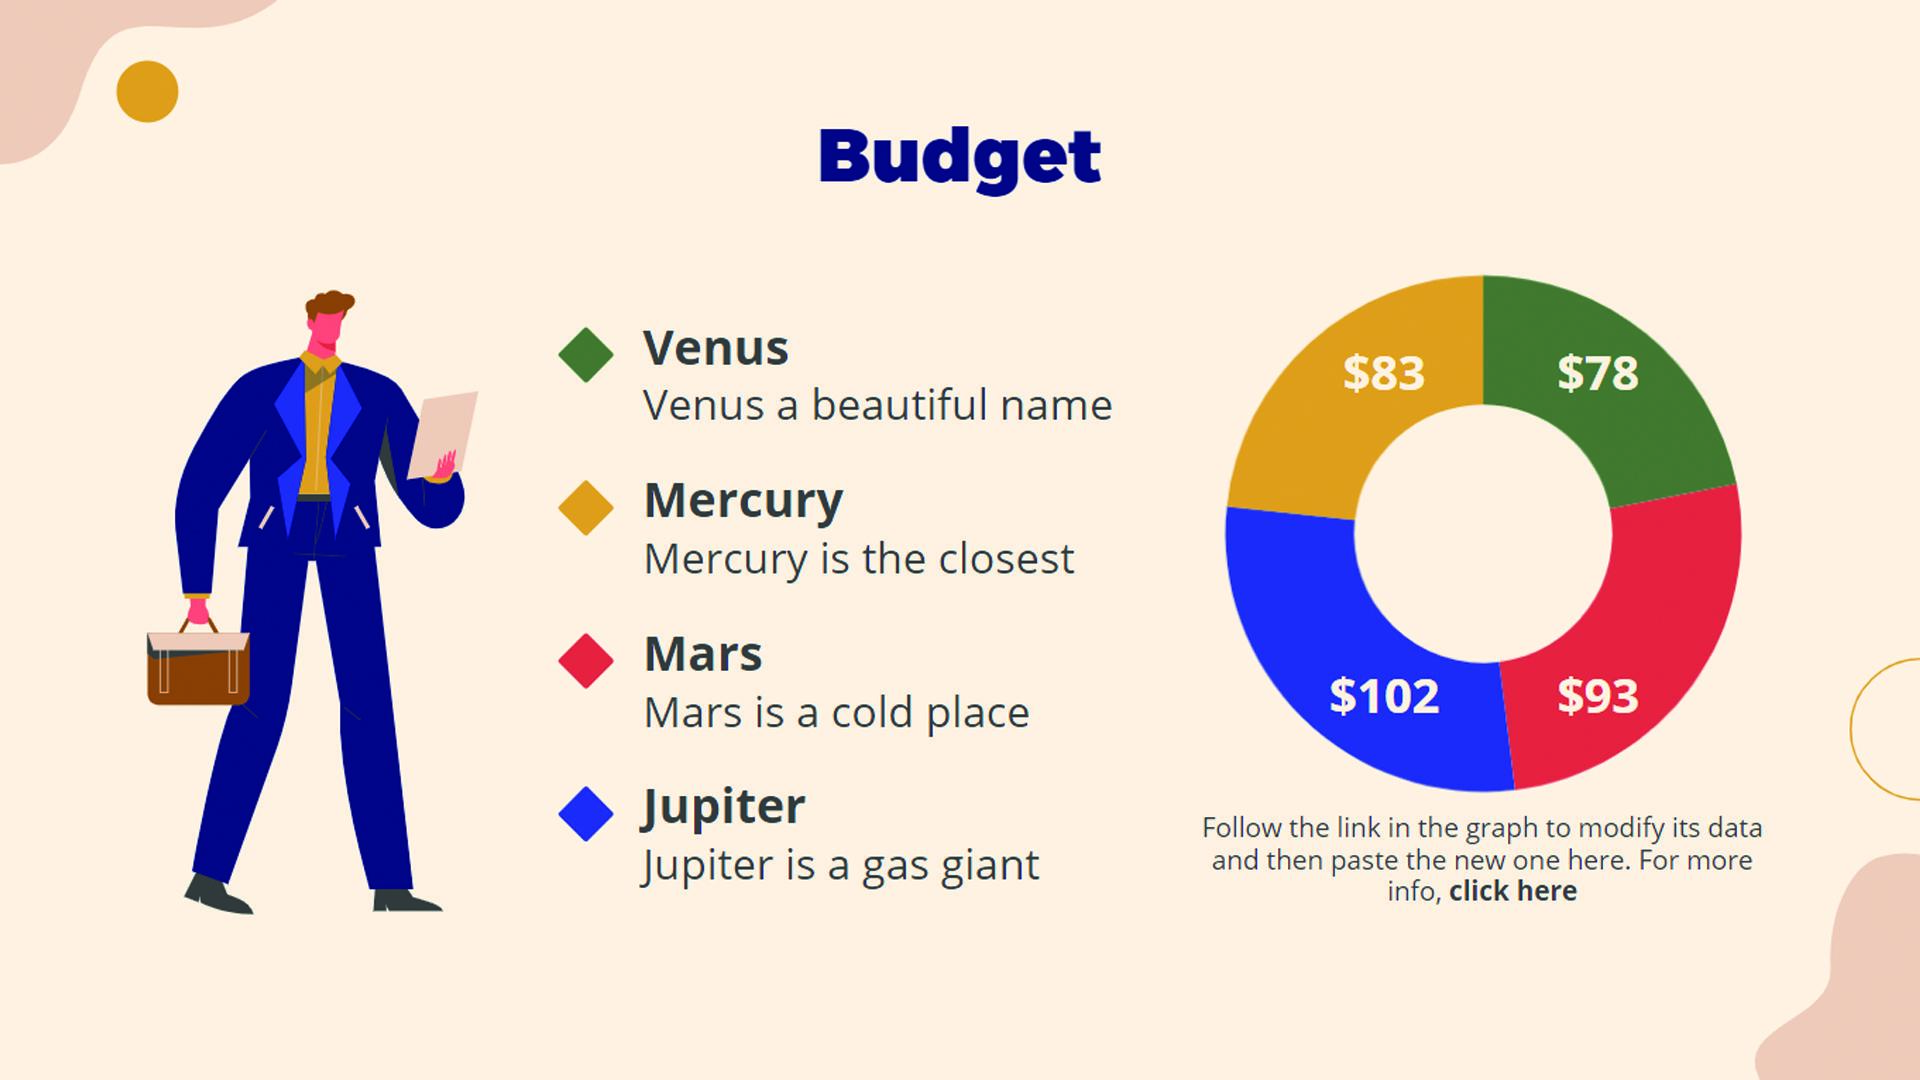 Budget
Venus
Venus a beautiful name
Mercury
Mercury is the closest
Mars
Mars is a cold place
Jupiter
Jupiter is a gas giant
$83
$78
$102
$93
Follow the link in the graph to modify its data
and then paste the new one here. For more
info, click here